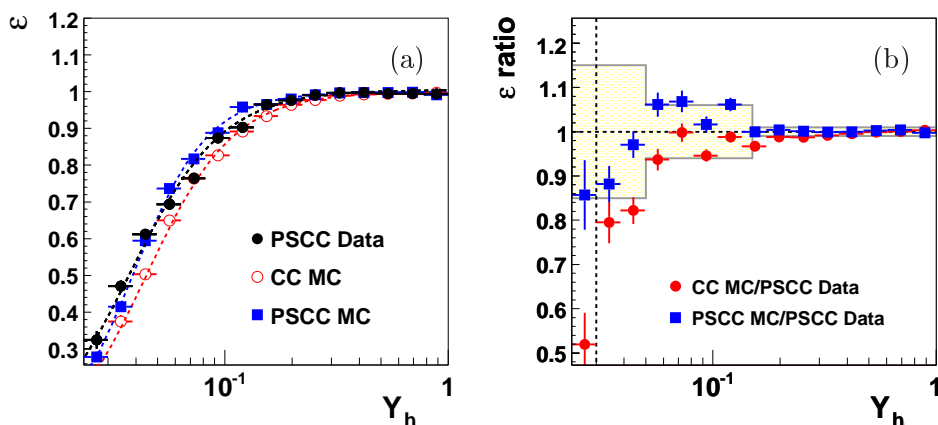 ε
(a)
1.2
1.1
1
0.9
0.8
0.7
0.6
0.5
0.4
0.3
PSCC Data
CC MC
PSCC MC
10⁻¹
1
Y_h
ε ratio
(b)
1.2
1.1
1
0.9
0.8
0.7
0.6
0.5
CC MC/PSCC Data
PSCC MC/PSCC Data
10⁻¹
1
Y_h